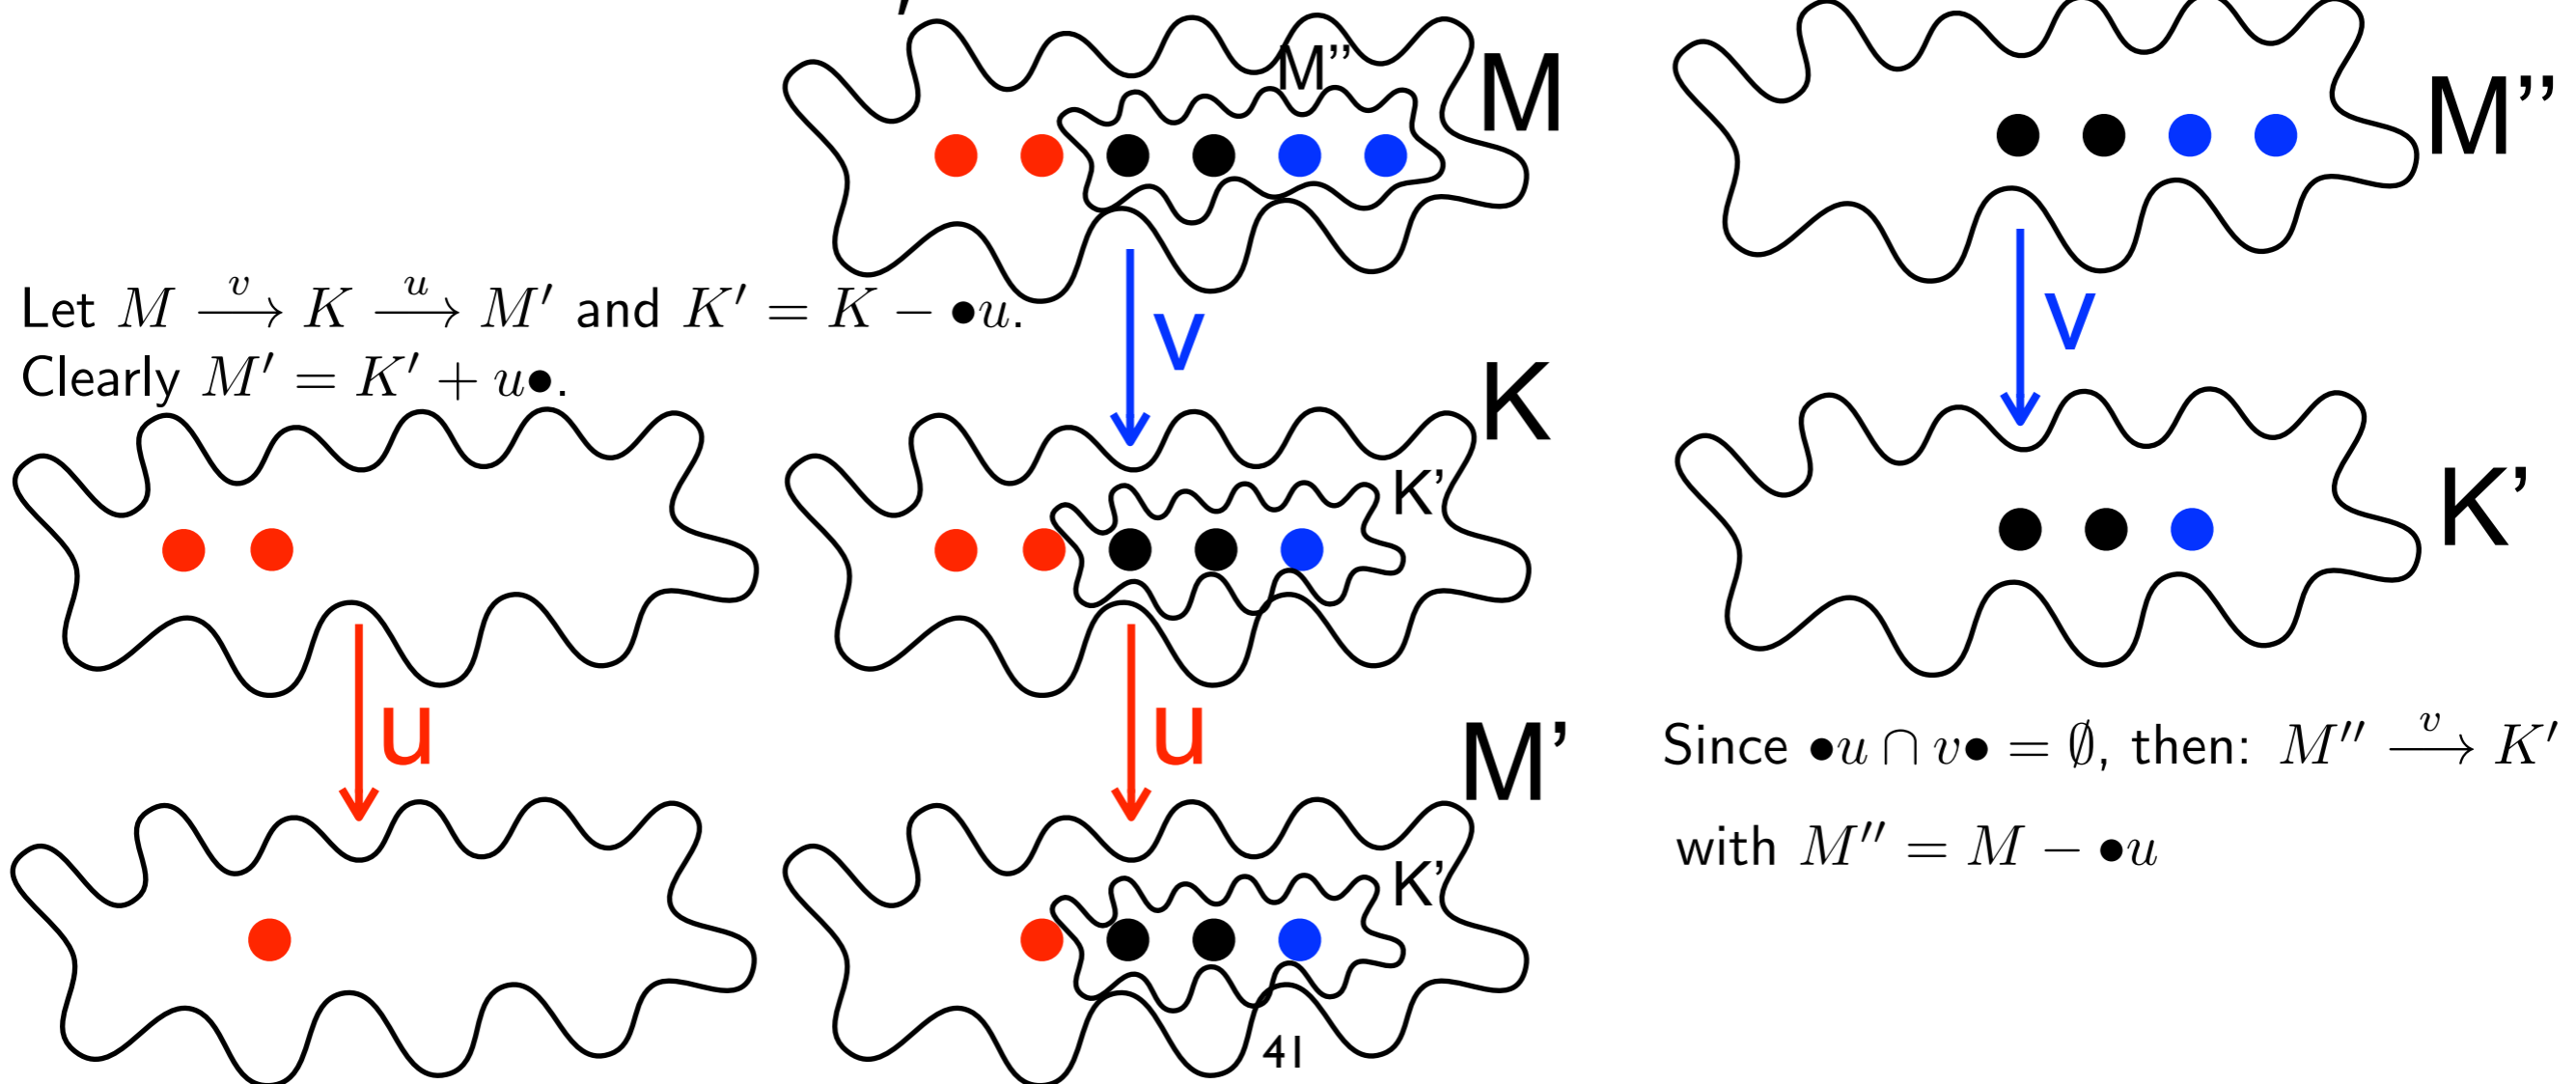 M’’
M
M’’
Let M —v→ K —u→ M′ and K′ = K − •u.
v
v
Clearly M′ = K′ + u•.
K
K’
K’
u
u
M’
Since •u ∩ v• = ∅, then: M′′ —v→ K′
with M′′ = M − •u
K’
41